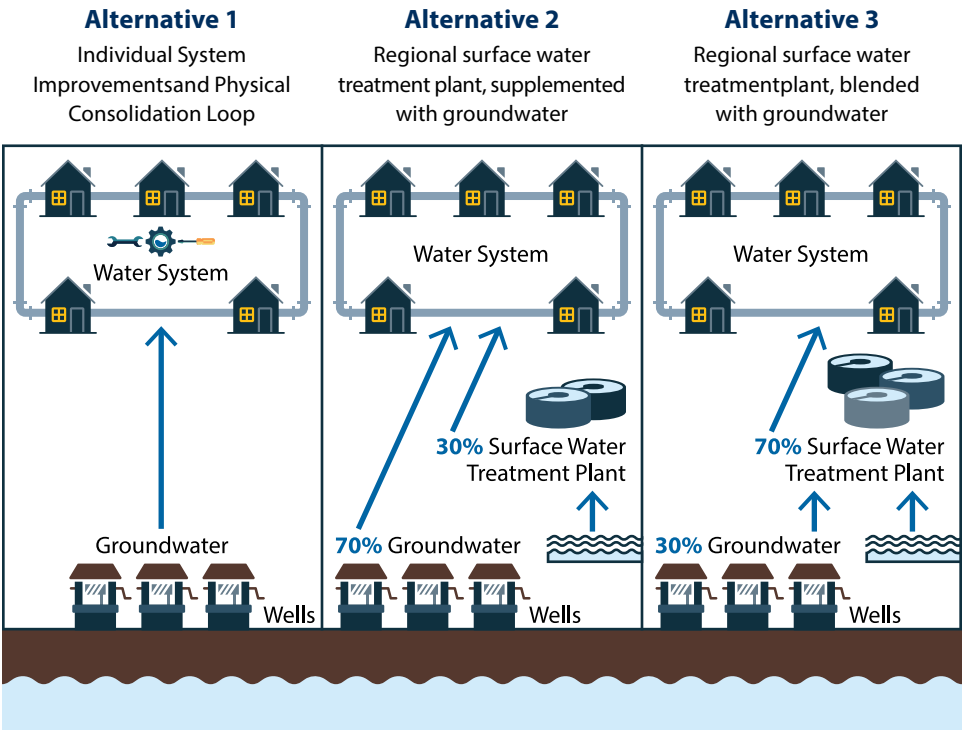 Alternative 1
Individual System
Improvementsand Physical
Consolidation Loop
Water System
Groundwater
Wells
Alternative 2
Regional surface water
treatment plant, supplemented
with groundwater
Water System
30% Surface Water
Treatment Plant
70% Groundwater
Wells
Alternative 3
Regional surface water
treatmentplant, blended
with groundwater
Water System
70% Surface Water
Treatment Plant
30% Groundwater
Wells